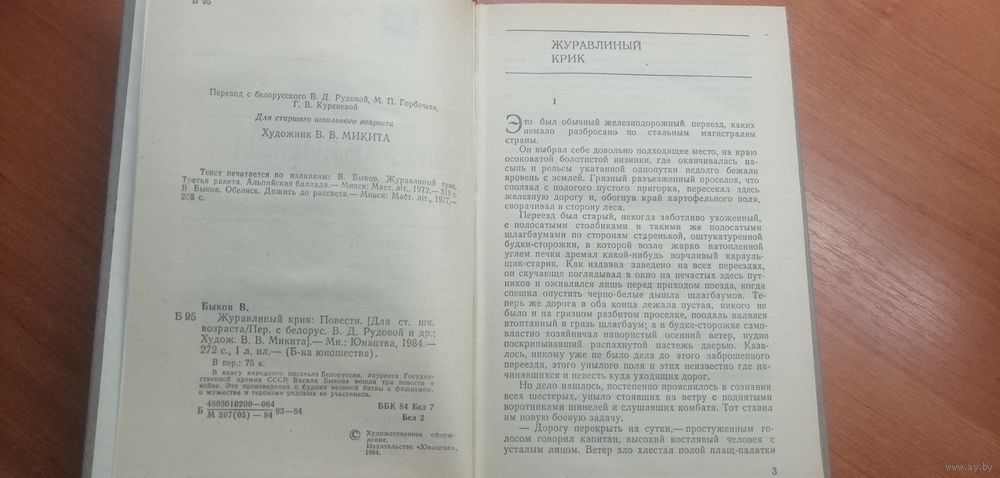 Б 95
Перевод с белорусского В. Д. Рудовой, М. П. Горбачева,
Г. В. Куреневой
Для старшего школьного возраста
Художник В. В. МИКИТА
Текст печатается по изданиям: В. Быков. Журавлиный крик.
Третья ракета. Альпийская баллада.— Минск: Маст. літ., 1972,— 319 с.
В. Быков. Обелиск. Дожить до рассвета.— Минск: Маст. літ., 1977,—
208 с.
Быков В.
Б 95
Журавлиный крик: Повести. [Для ст. шк.
возраста/Пер. с белорус. В. Д. Рудовой и др.;
Худож. В. В. Микита].— Мн.: Юнацтва, 1984.—
272 с., 1 л. ил.— (Б-ка юношества).
В пер.: 75 к.
В книгу народного писателя Белоруссии, лауреата Государ-
ственной премии СССР, Василя Быкова вошли три повести о
войне. Это произведения о буднях великой битвы с фашизмом,
о мужестве и героизме рядовых ее участников.
Б 4803010200—064
М 307(05) — 84 93—84
ББК 84 Бел 7
Бел 2
© Художественное оформ-
ление.
Издательство «Юнацтва»,
1984.
ЖУРАВЛИНЫЙ
КРИК
I
Это был обычный железнодорожный переезд, каких
немало разбросано по стальным магистралям
страны.
Он выбрал себе довольно подходящее место, на краю
осоковатой болотистой низинки, где оканчивалась на-
сыпь и рельсы укатанной однопутки недолго бежали
вровень с землей. Грязный разъезженный проселок, что
сползал с пологого пустого пригорка, пересекал здесь
железную дорогу и, обогнув край картофельного поля,
сворачивал в сторону леса.
Переезд был старый, некогда заботливо ухоженный,
с полосатыми столбиками и такими же полосатыми
шлагбаумами по сторонам старенькой, оштукатуренной
будки-сторожки, в которой возле жарко натопленной
углем печки дремал какой-нибудь ворчливый карауль-
щик-старик. Как издавна заведено на всех переездах,
он скучающе поглядывал в окно на нечастых здесь пут-
ников и оживлялся лишь перед приходом поезда, когда
спешил опустить черно-белые дышла шлагбаумов. Те-
перь же дорога в оба конца лежала пустая, никого не
было и на грязном разбитом проселке, поодаль валялся
втоптанный в грязь шлагбаум; а в будке-сторожке само-
властно хозяйничал напористый осенний ветер, нудно
поскрипывавший распахнутой настежь дверью. Каза-
лось, никому уже не было дела до этого заброшенного
переезда, этого унылого поля и этих неизвестно где на-
чинавшихся и невесть куда уходящих дорог.
Но дело нашлось, постепенно прояснилось в сознании
всех шестерых, уныло стоявших на ветру с поднятыми
воротниками шинелей и слушавших комбата. Тот ставил
им новую боевую задачу.
— Дорогу перекрыть на сутки,— простуженным го-
лосом говорил капитан, высокий костлявый человек с
усталым лицом. Ветер зло хлестал полой плащ-палатки
3
www.ay.by